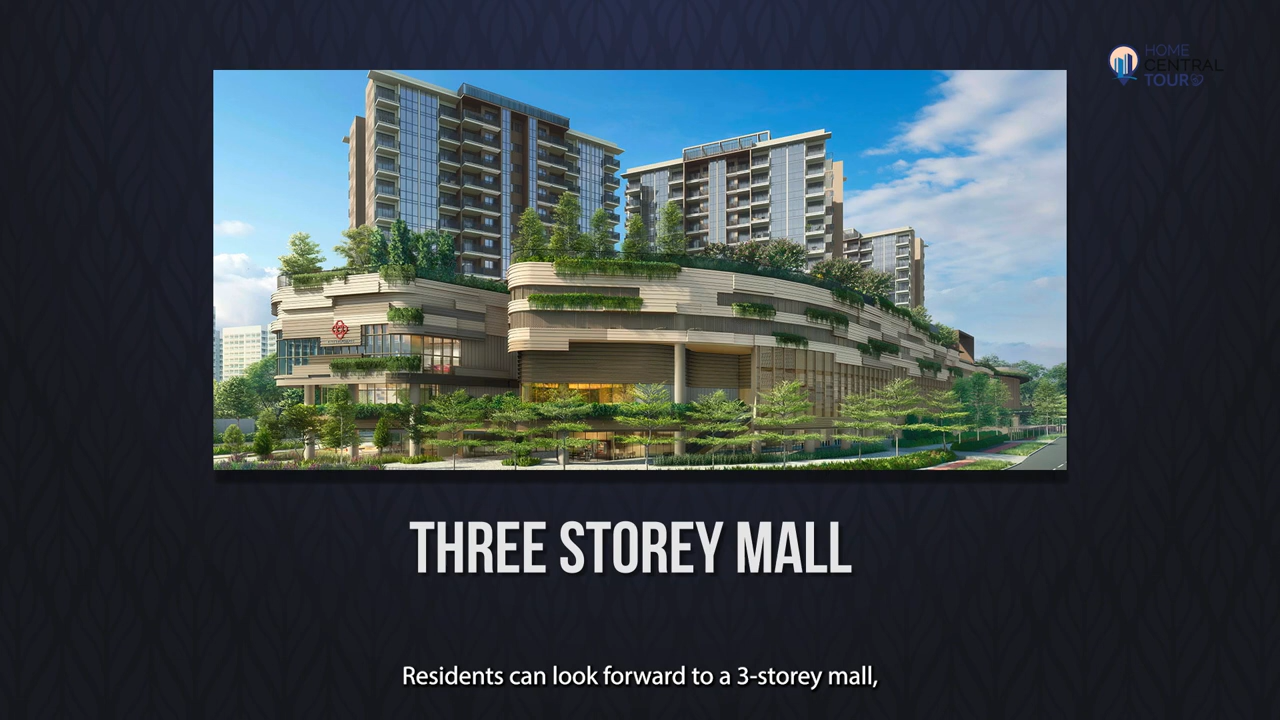 HOME
CENTRAL
TOUR
THREE STOREY MALL
Residents can look forward to a 3-storey mall,